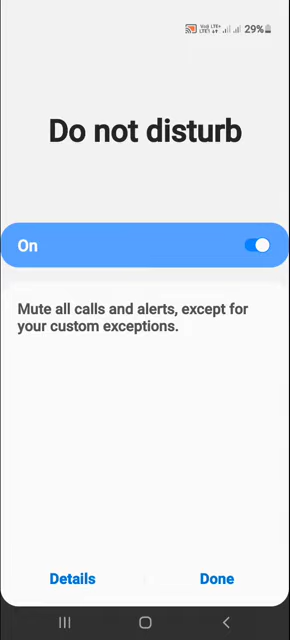 29%
Do not disturb
On
Mute all calls and alerts, except for
your custom exceptions.
Details
Done